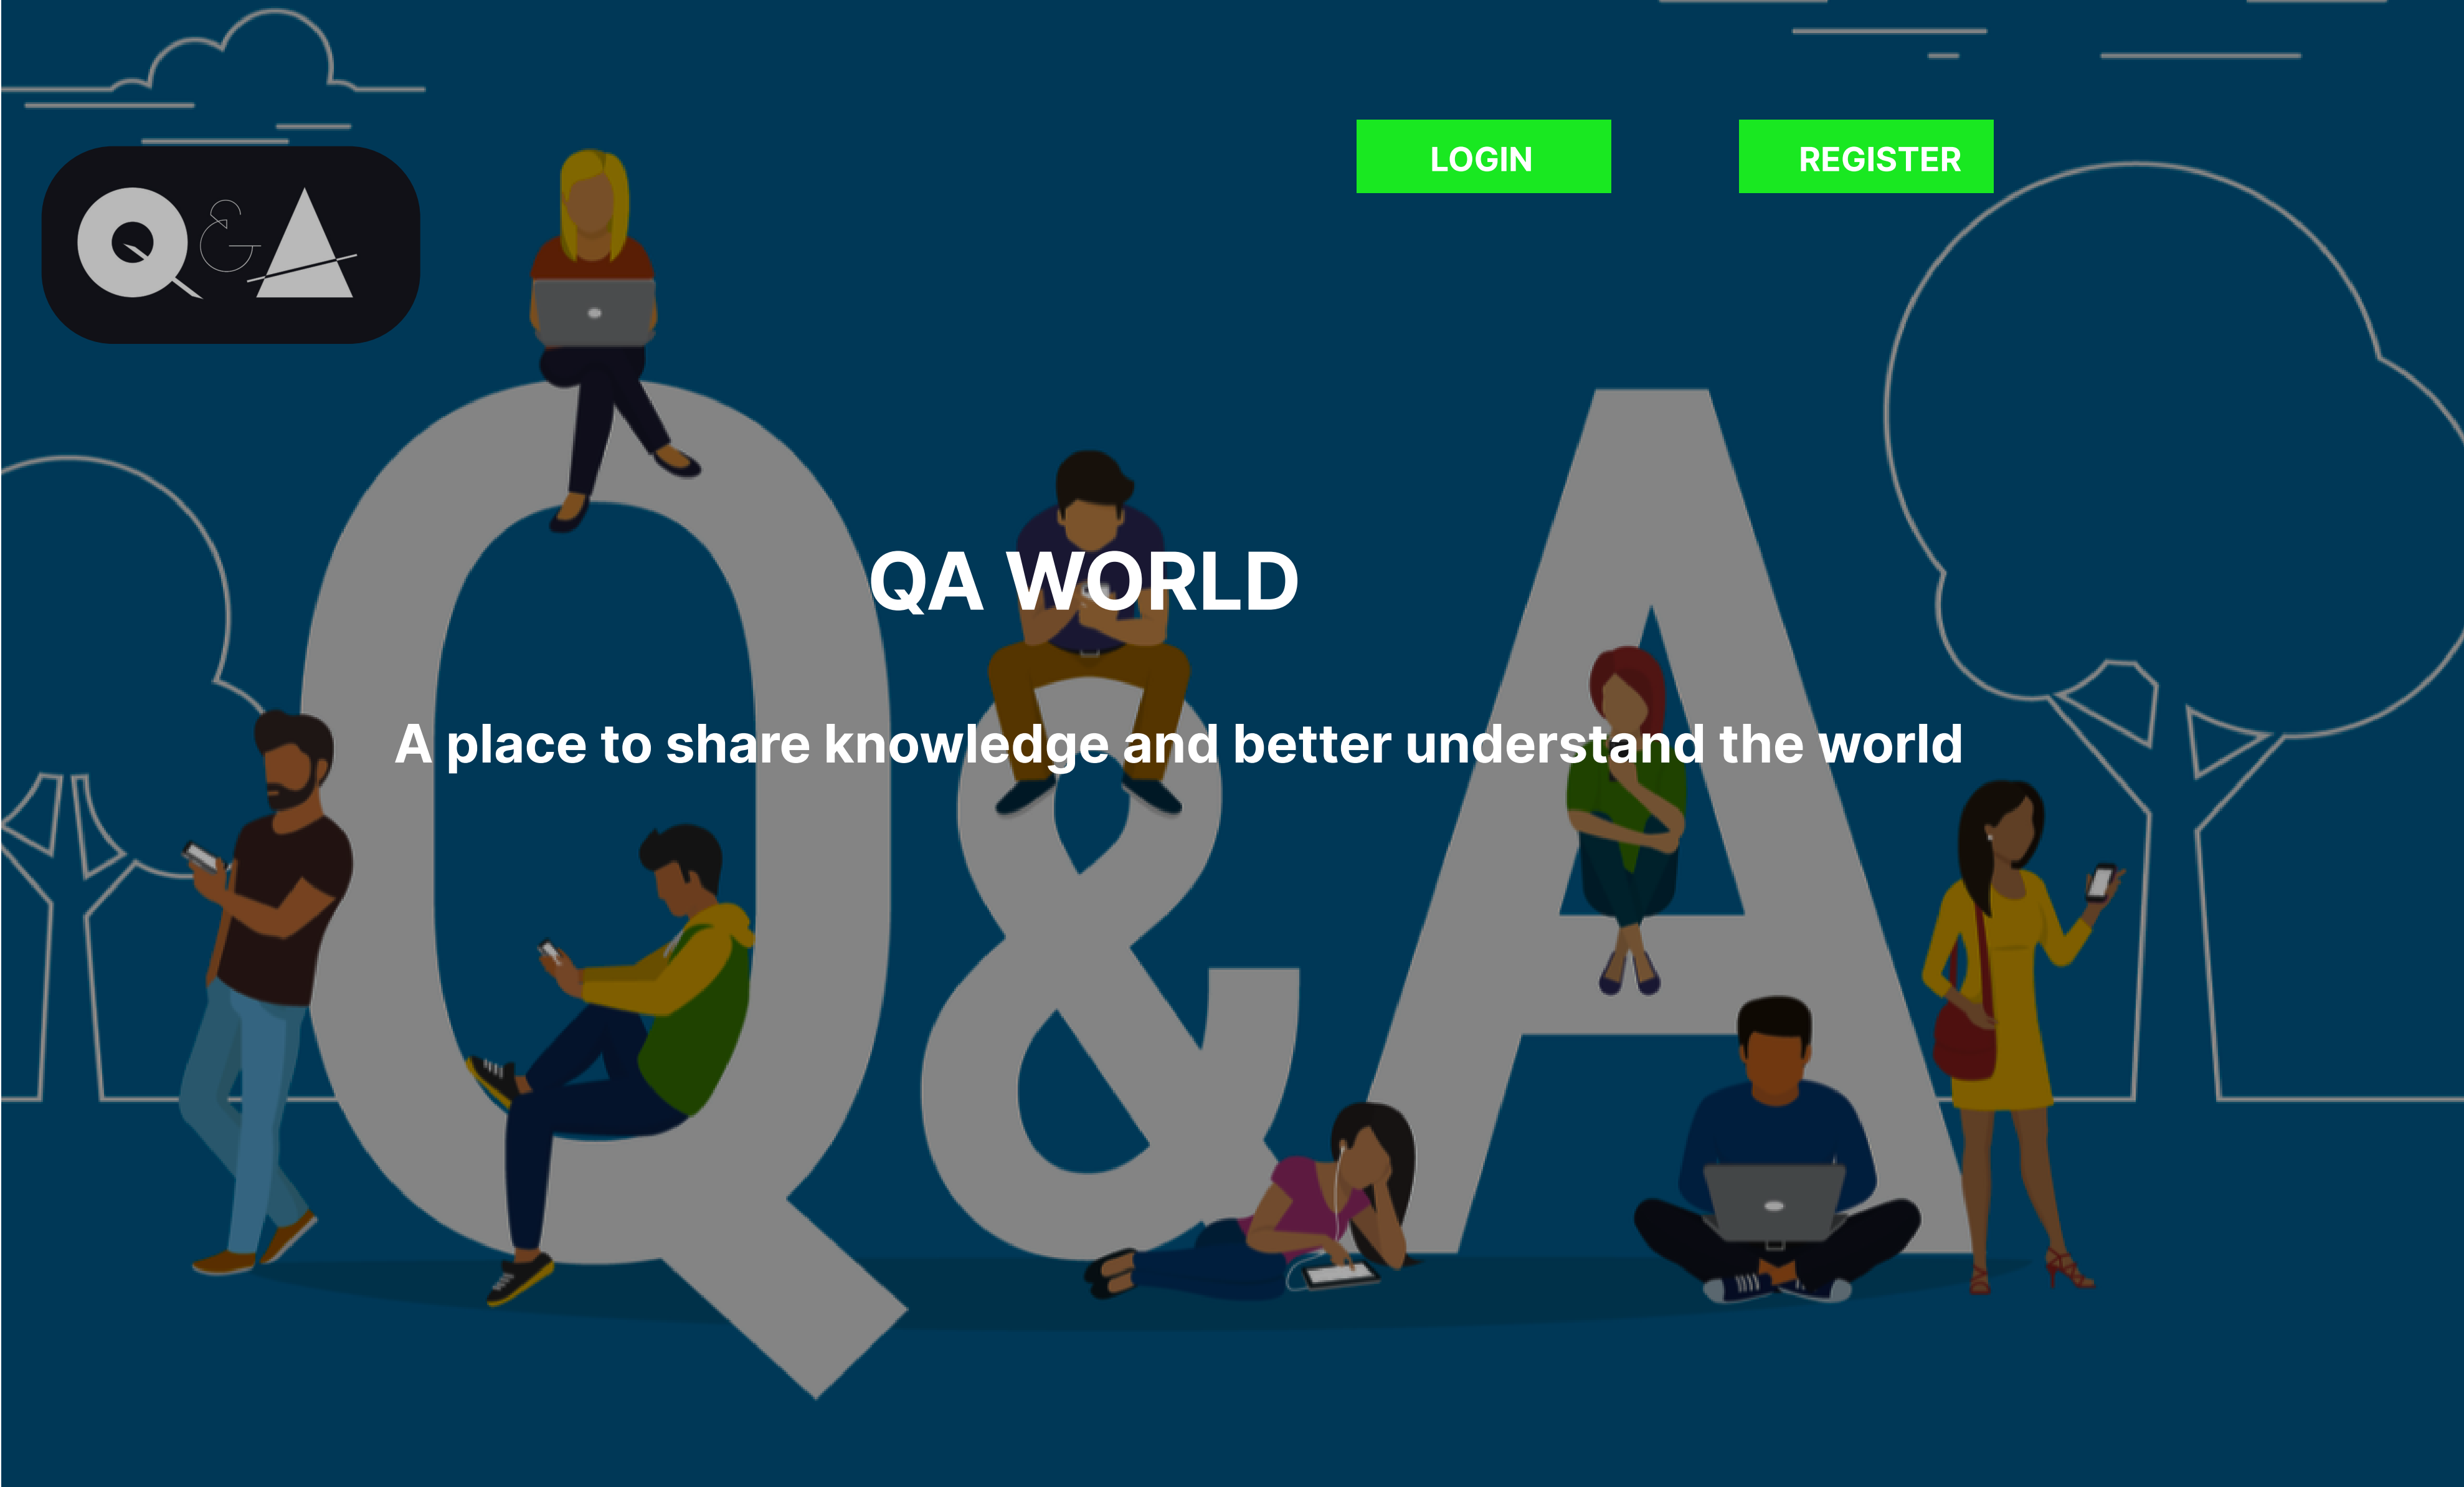 LOGIN
REGISTER
Q&A
QA WORLD
A place to share knowledge and better understand the world
Q&A